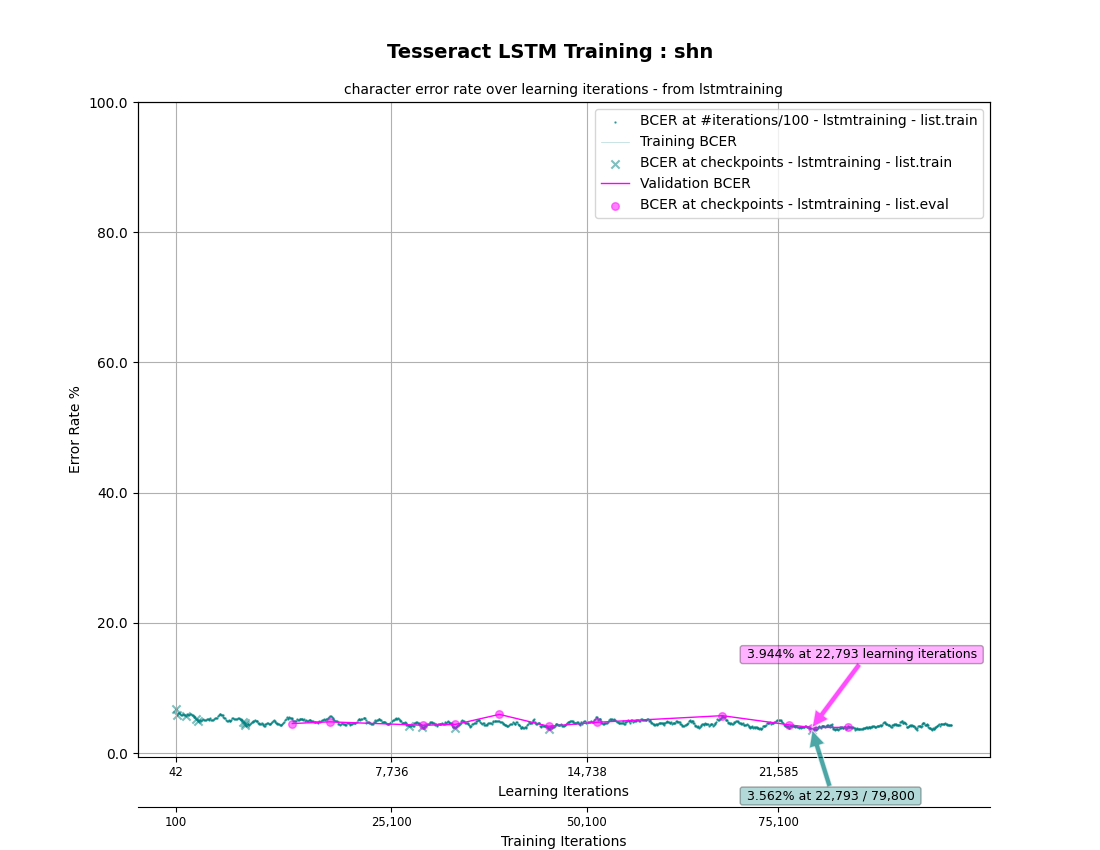 Tesseract LSTM Training : shn
character error rate over learning iterations - from lstmtraining
100.0
80.0
60.0
40.0
20.0
0.0
Error Rate %
BCER at #iterations/100 - lstmtraining - list.train
Training BCER
BCER at checkpoints - lstmtraining - list.train
Validation BCER
BCER at checkpoints - lstmtraining - list.eval
3.944% at 22,793 learning iterations
42 7,736 14,738 21,585
Learning Iterations
3.562% at 22,793 / 79,800
100 25,100 50,100 75,100
Training Iterations